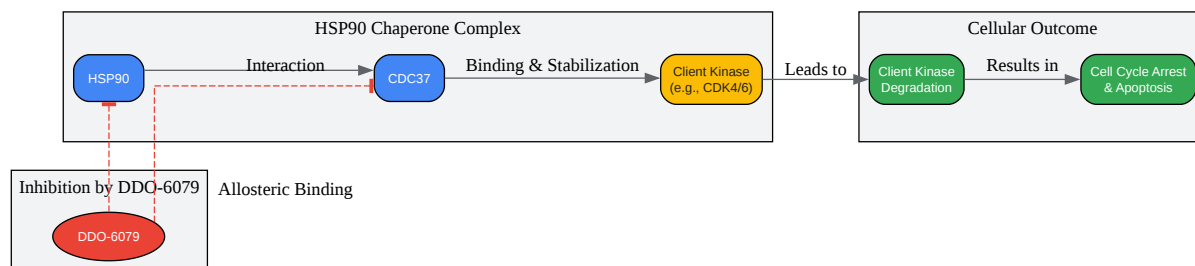 HSP90 Chaperone Complex
Cellular Outcome
HSP90
Interaction
CDC37
Binding & Stabilization
Client Kinase
(e.g., CDK4/6)
Leads to
Client Kinase
Degradation
Results in
Cell Cycle Arrest
& Apoptosis
Inhibition by DDO-6079
Allosteric Binding
DDO-6079